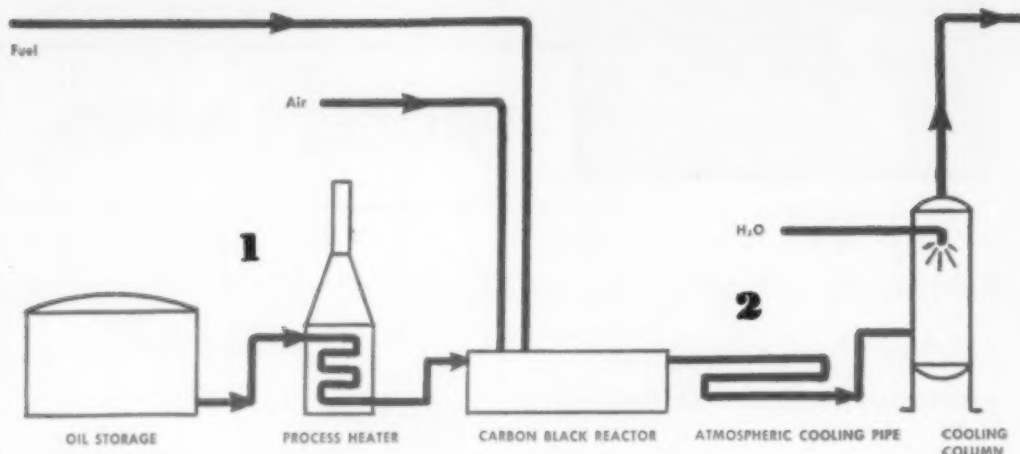 Fuel
Air
1
H₂O
2
OIL STORAGE
PROCESS HEATER
CARBON BLACK REACTOR
ATMOSPHERIC COOLING PIPE
COOLING
COLUMN